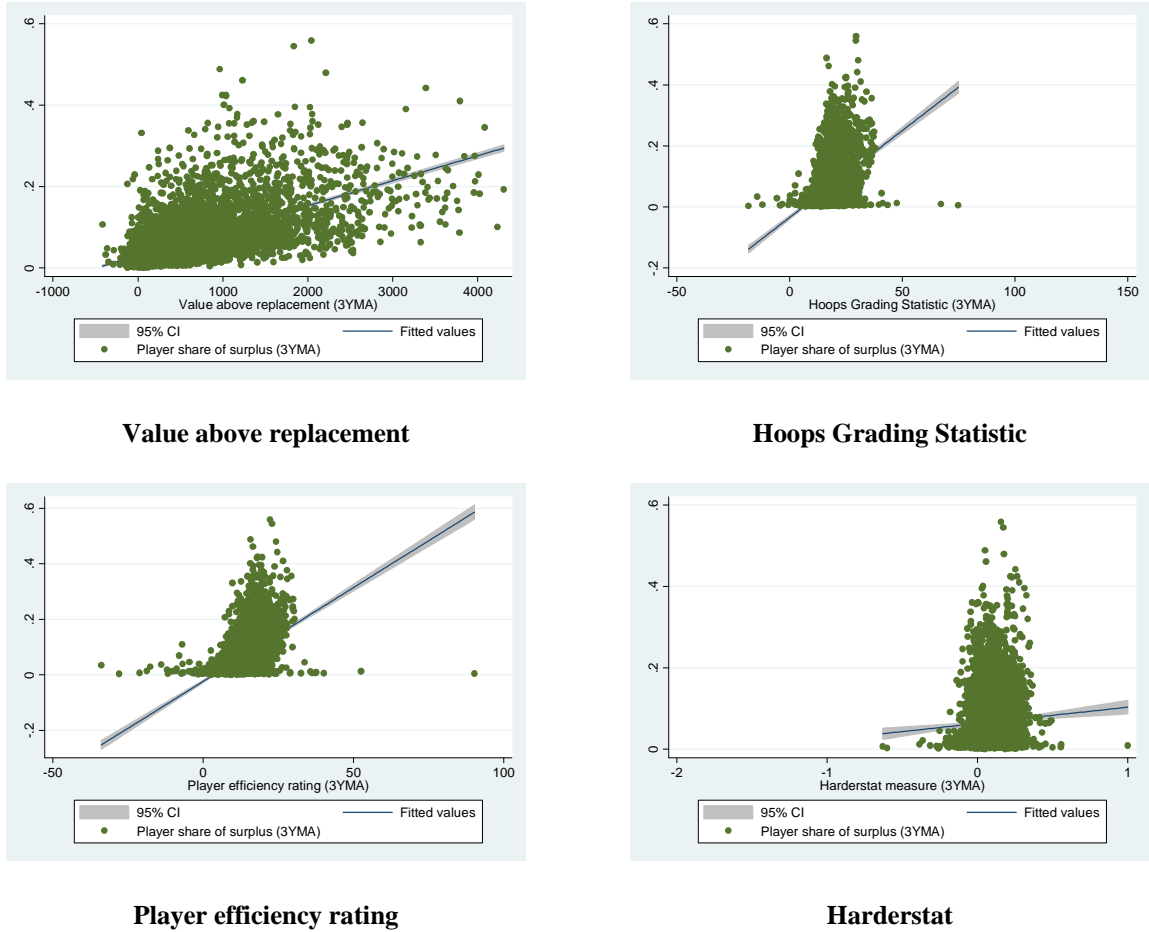 .6
.4
.2
0
-1000 0 1000 2000 3000 4000
Value above replacement (3YMA)
95% CI Fitted values
Player share of surplus (3YMA)
Value above replacement
.6
.4
.2
0
-.2
-50 0 50 100 150
Hoops Grading Statistic (3YMA)
95% CI Fitted values
Player share of surplus (3YMA)
Hoops Grading Statistic
.6
.4
.2
0
-.2
-50 0 50 100
Player efficiency rating (3YMA)
95% CI Fitted values
Player share of surplus (3YMA)
Player efficiency rating
.6
.4
.2
0
-2 -1 0 1
Harderstat measure (3YMA)
95% CI Fitted values
Player share of surplus (3YMA)
Harderstat